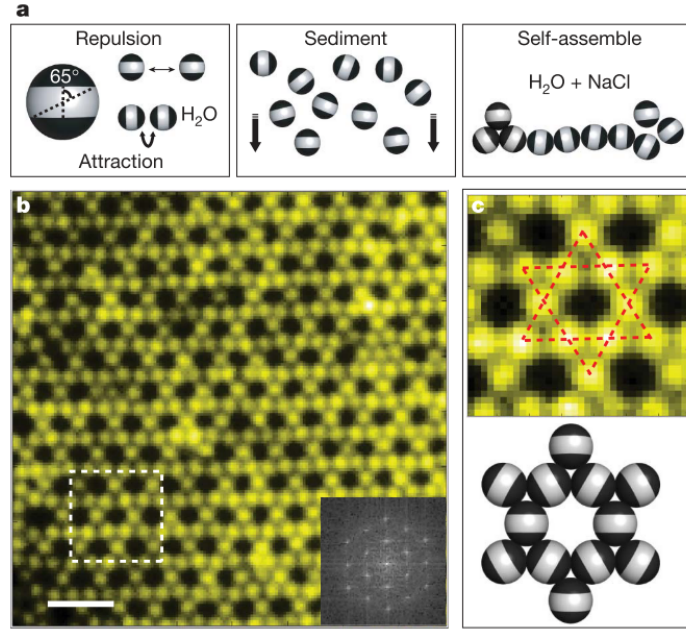 a
Repulsion
65°
H₂O
Attraction
Sediment
Self-assemble
H₂O + NaCl
b
c